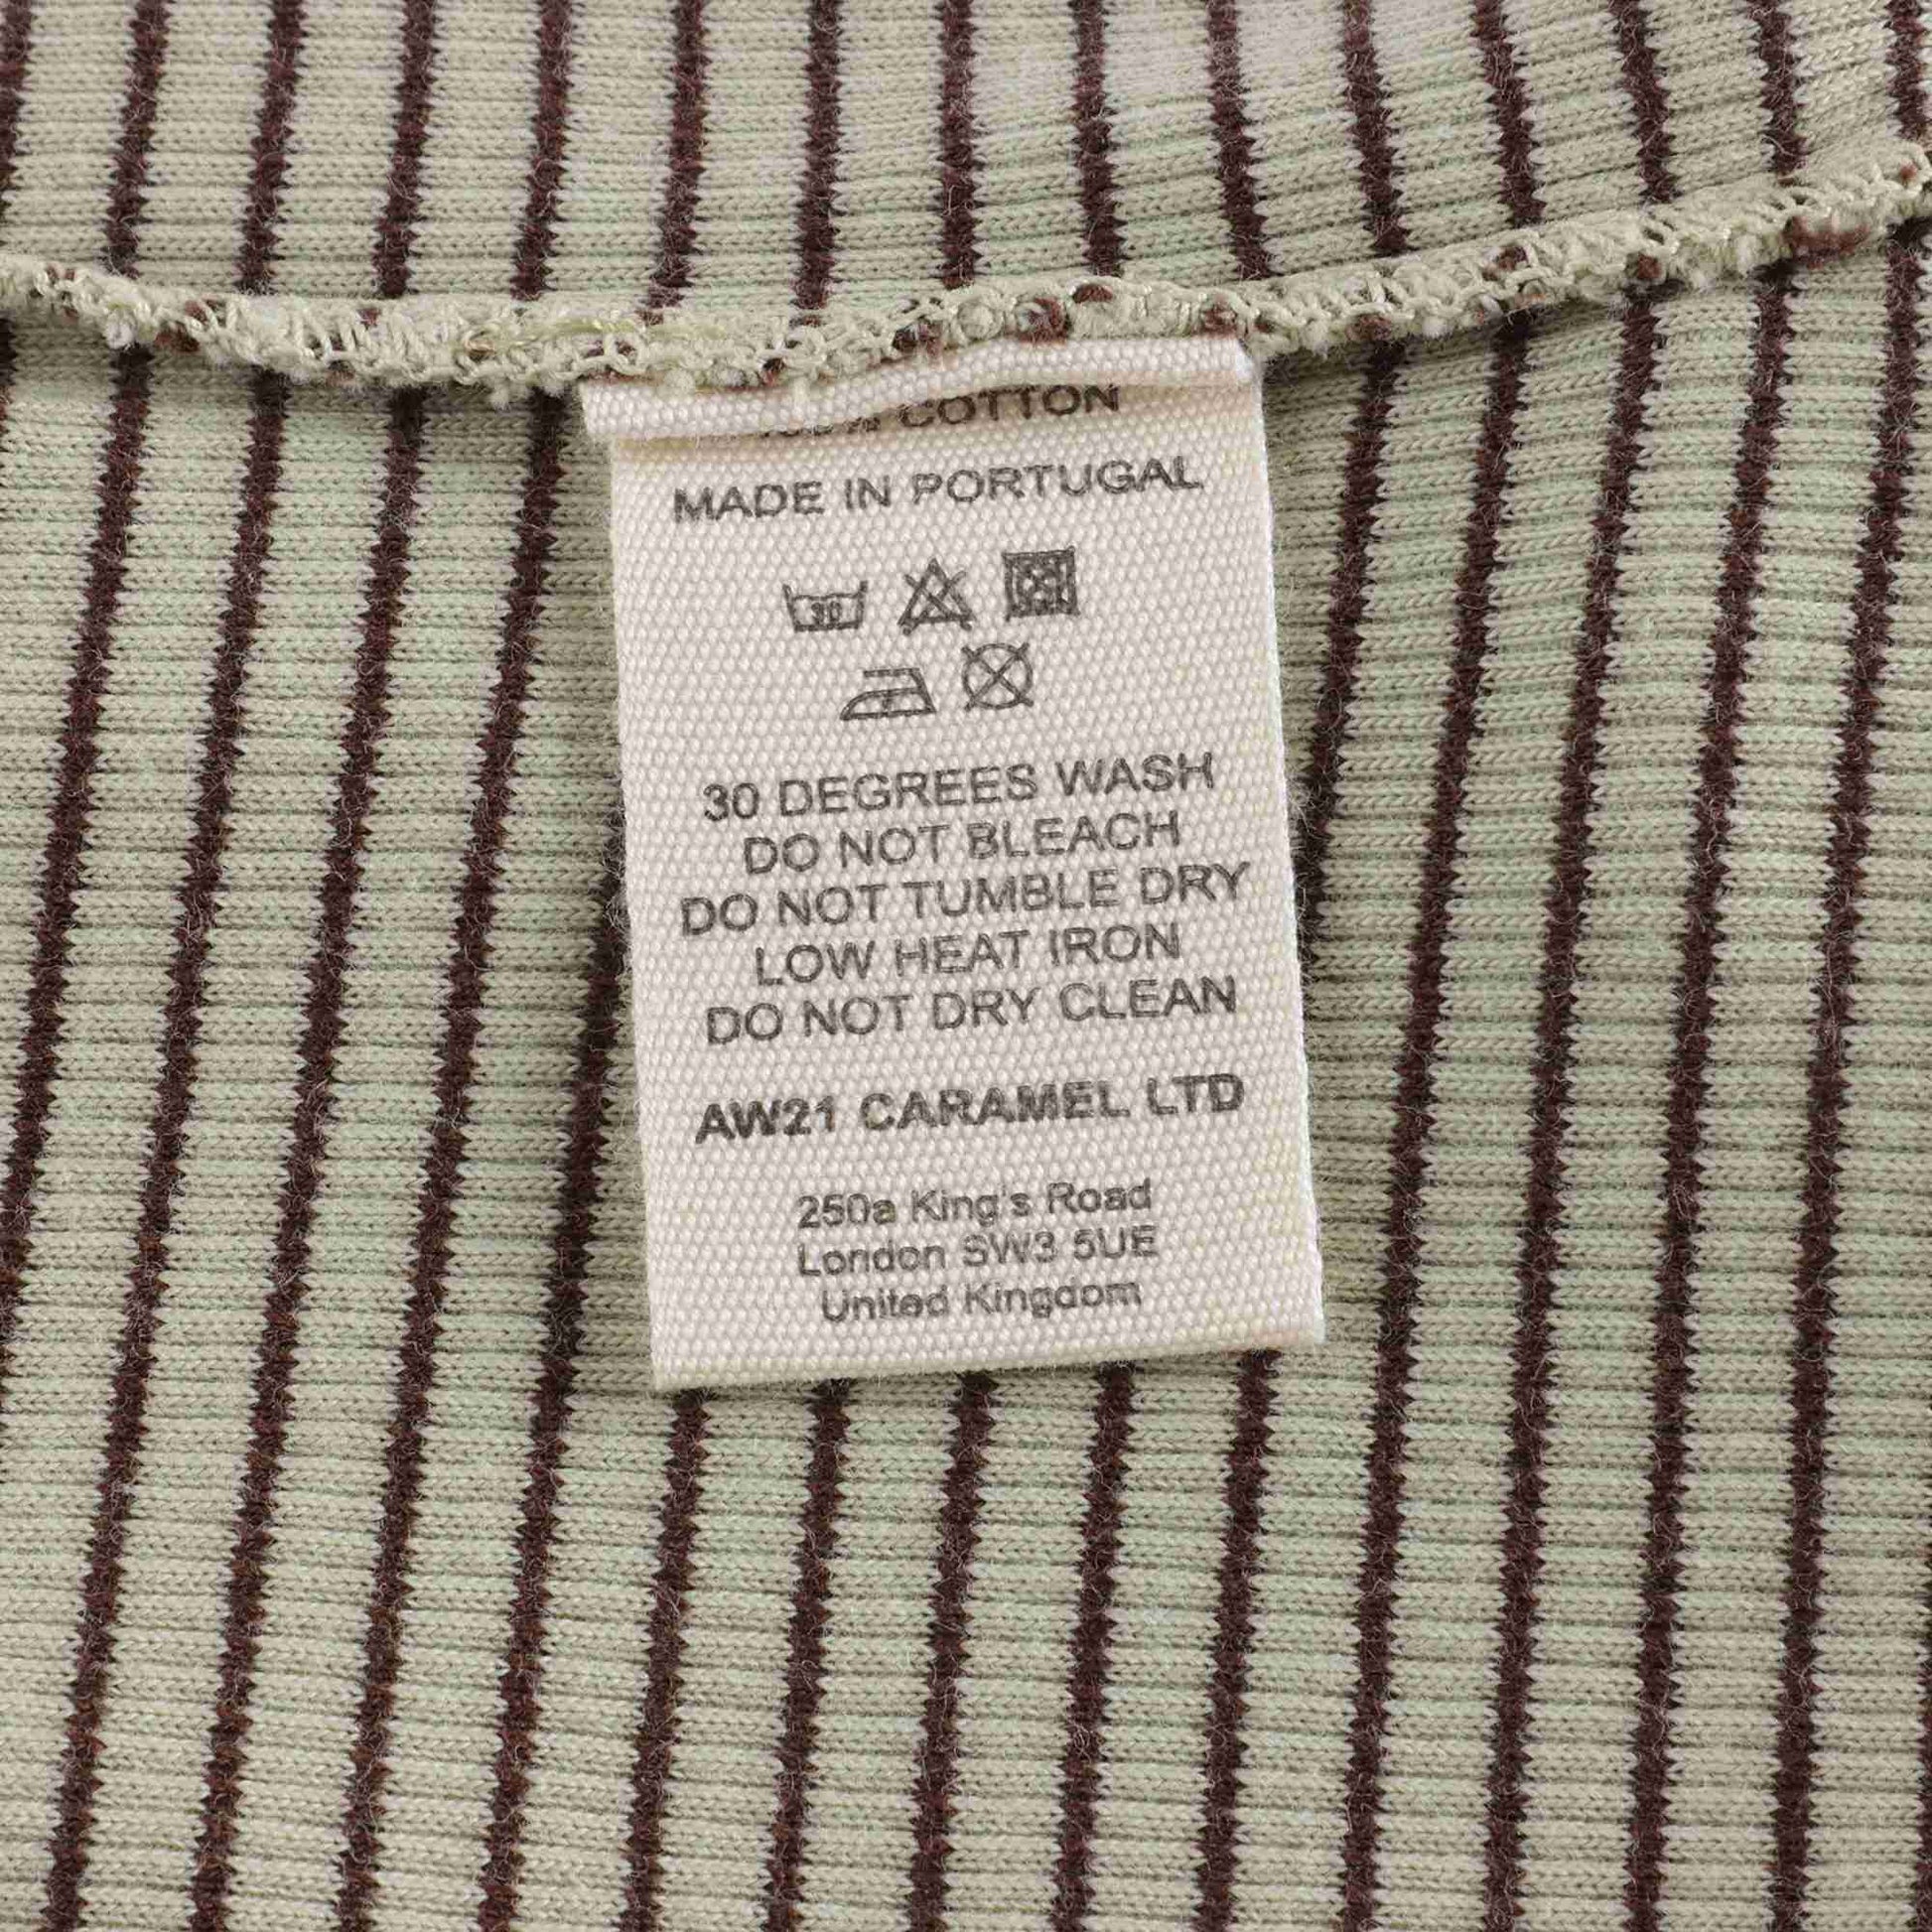 100% COTTON
MADE IN PORTUGAL
30
30 DEGREES WASH
DO NOT BLEACH
DO NOT TUMBLE DRY
LOW HEAT IRON
DO NOT DRY CLEAN
AW21 CARAMEL LTD
250a King's Road
London SW3 5UE
United Kingdom